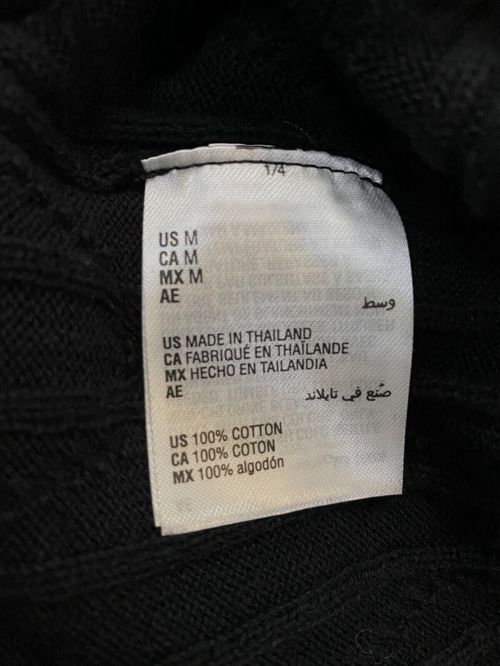 1/4
US M
CA M
MX M
AE
وسط
US MADE IN THAILAND
CA FABRIQUÉ EN THAÏLANDE
MX HECHO EN TAILANDIA
AE
صُنع في تايلاند
US 100% COTTON
CA 100% COTON
MX 100% algodón